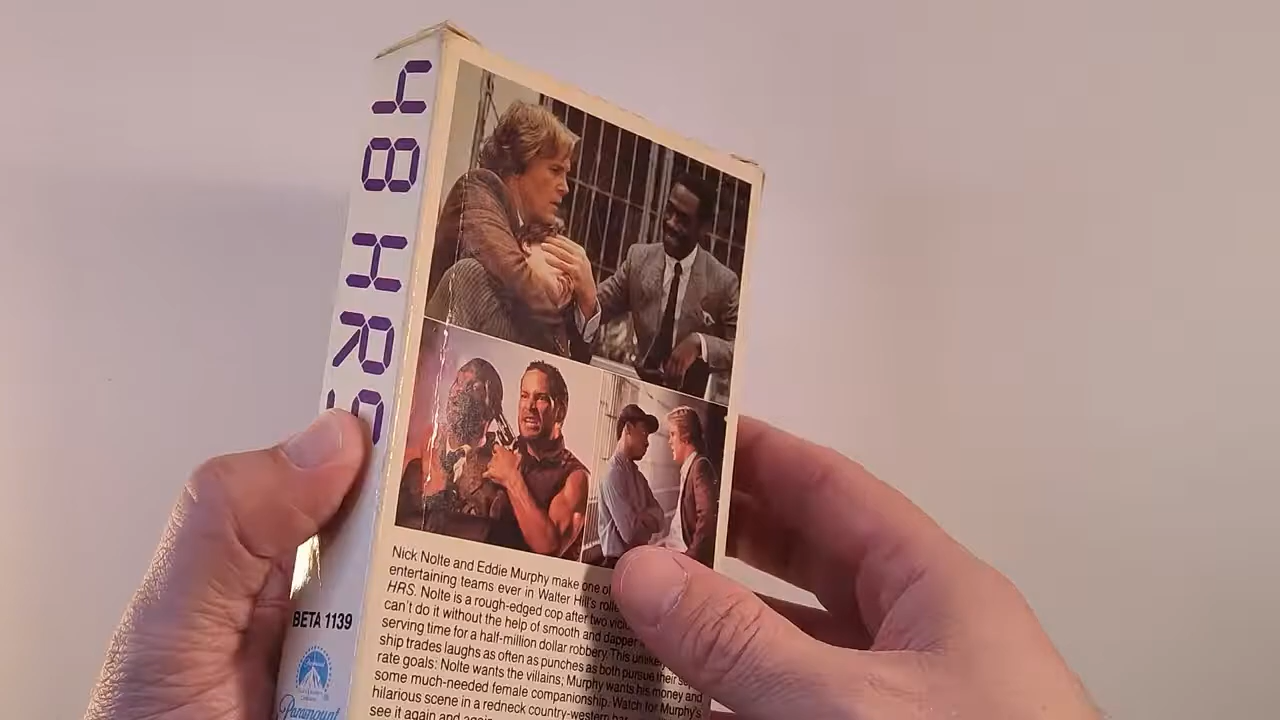 48 HRS
BETA 1139
Paramount
Nick Nolte and Eddie Murphy make one of
entertaining teams ever in Walter Hill's
HRS. Nolte is a rough-edged cop after two
can't do it without the help of smooth and dapper
serving time for a half-million dollar robbery. This
ship trades laughs as often as punches as both pursue their
rate goals: Nolte wants the villains; Murphy wants his money and
some much-needed female companionship. Watch for Murphy's
hilarious scene in a redneck country-western
see it again and